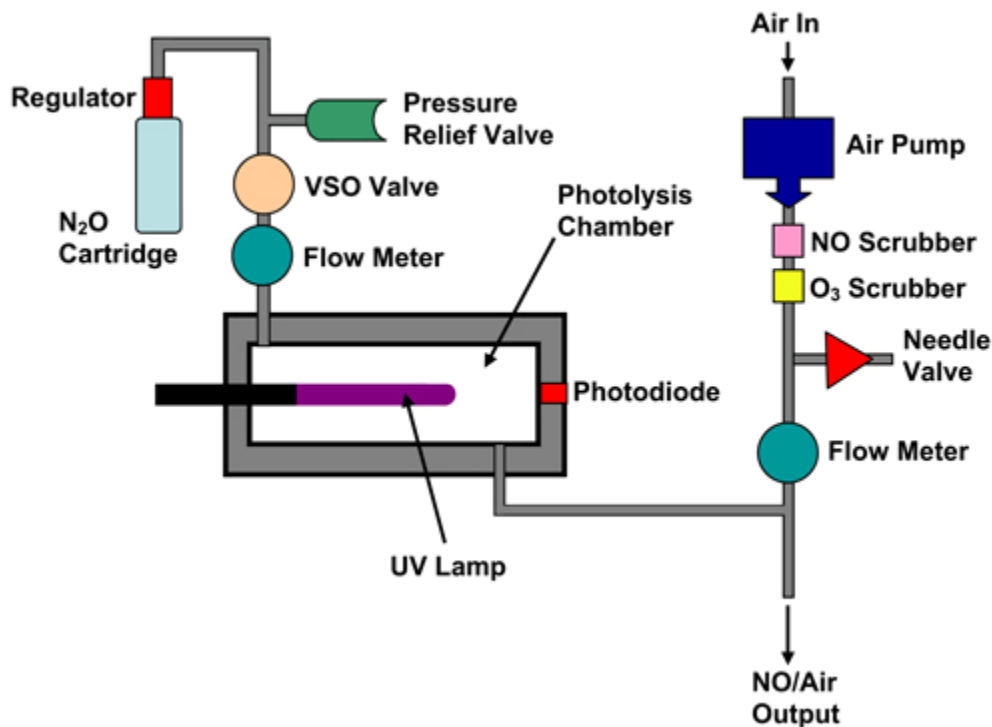 Air In
Regulator
Pressure
Relief Valve
Air Pump
VSO Valve
Photolysis
Chamber
N₂O
Cartridge
Flow Meter
NO Scrubber
O₃ Scrubber
Needle
Valve
Photodiode
Flow Meter
UV Lamp
NO/Air
Output